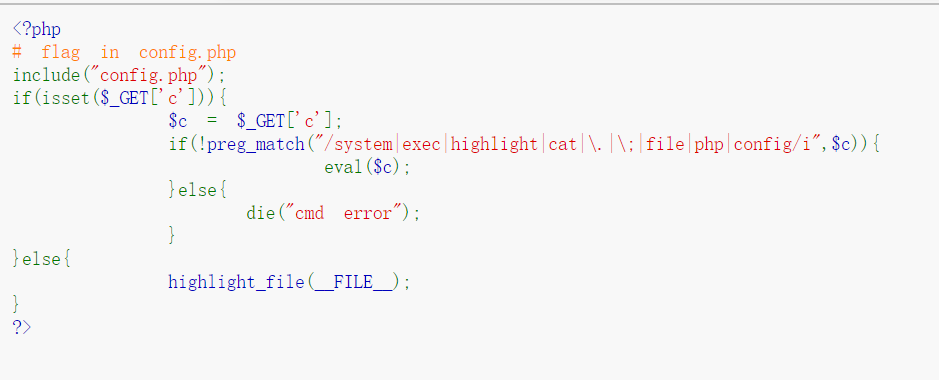 <?php
# flag in config.php
include("config.php");
if(isset($_GET['c'])){
$c = $_GET['c'];
if(!preg_match("/system|exec|highlight|cat|\.|\;|file|php|config/i",$c)){
eval($c);
}else{
die("cmd error");
}
}else{
highlight_file(__FILE__);
}
?>